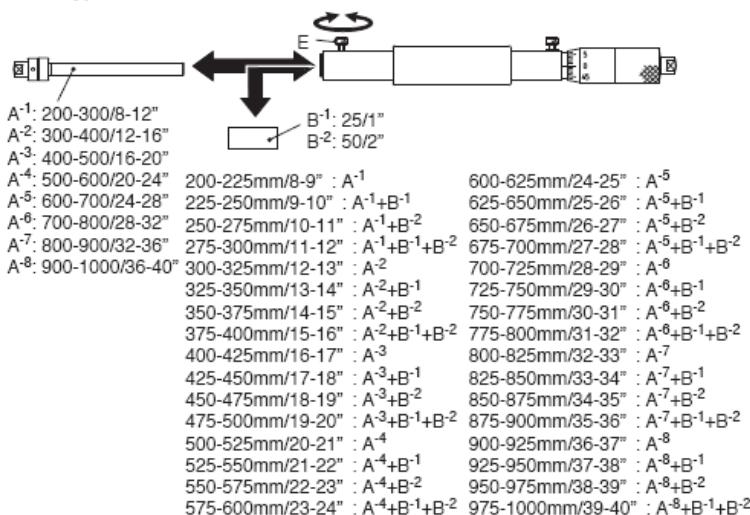 E
5
0
45
A-1: 200-300/8-12"
A-2: 300-400/12-16"
A-3: 400-500/16-20"
A-4: 500-600/20-24"
A-5: 600-700/24-28"
A-6: 700-800/28-32"
A-7: 800-900/32-36"
A-8: 900-1000/36-40"
B-1: 25/1"
B-2: 50/2"
200-225mm/8-9" : A-1
225-250mm/9-10" : A-1+B-1
250-275mm/10-11" : A-1+B-2
275-300mm/11-12" : A-1+B-1+B-2
300-325mm/12-13" : A-2
325-350mm/13-14" : A-2+B-1
350-375mm/14-15" : A-2+B-2
375-400mm/15-16" : A-2+B-1+B-2
400-425mm/16-17" : A-3
425-450mm/17-18" : A-3+B-1
450-475mm/18-19" : A-3+B-2
475-500mm/19-20" : A-3+B-1+B-2
500-525mm/20-21" : A-4
525-550mm/21-22" : A-4+B-1
550-575mm/22-23" : A-4+B-2
575-600mm/23-24" : A-4+B-1+B-2
600-625mm/24-25" : A-5
625-650mm/25-26" : A-5+B-1
650-675mm/26-27" : A-5+B-2
675-700mm/27-28" : A-5+B-1+B-2
700-725mm/28-29" : A-6
725-750mm/29-30" : A-6+B-1
750-775mm/30-31" : A-6+B-2
775-800mm/31-32" : A-6+B-1+B-2
800-825mm/32-33" : A-7
825-850mm/33-34" : A-7+B-1
850-875mm/34-35" : A-7+B-2
875-900mm/35-36" : A-7+B-1+B-2
900-925mm/36-37" : A-8
925-950mm/37-38" : A-8+B-1
950-975mm/38-39" : A-8+B-2
975-1000mm/39-40" : A-8+B-1+B-2